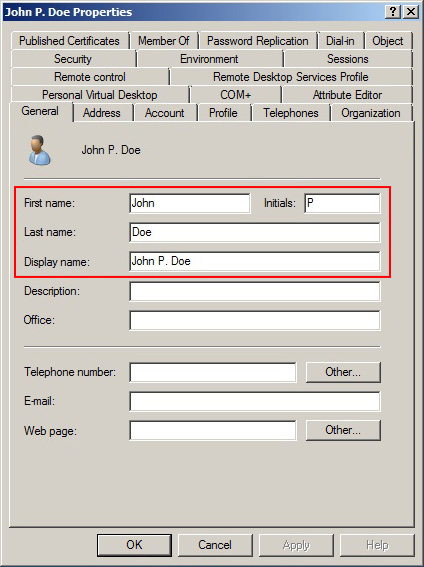 John P. Doe Properties
Published Certificates Member Of Password Replication Dial-in Object
Security Environment Sessions
Remote control Remote Desktop Services Profile
Personal Virtual Desktop COM+ Attribute Editor
General Address Account Profile Telephones Organization
John P. Doe
First name: John Initials: P
Last name: Doe
Display name: John P. Doe
Description:
Office:
Telephone number: Other...
E-mail:
Web page: Other...
OK Cancel Apply Help